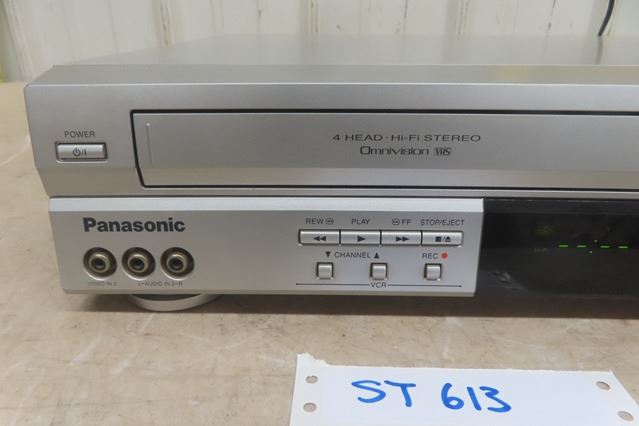 POWER
4 HEAD · Hi-Fi STEREO
Omnivision VHS
Panasonic
REW PLAY FF STOP/EJECT
▼ CHANNEL ▲ REC
VCR
VIDEO IN 2 L-AUDIO IN 2-R
ST 613